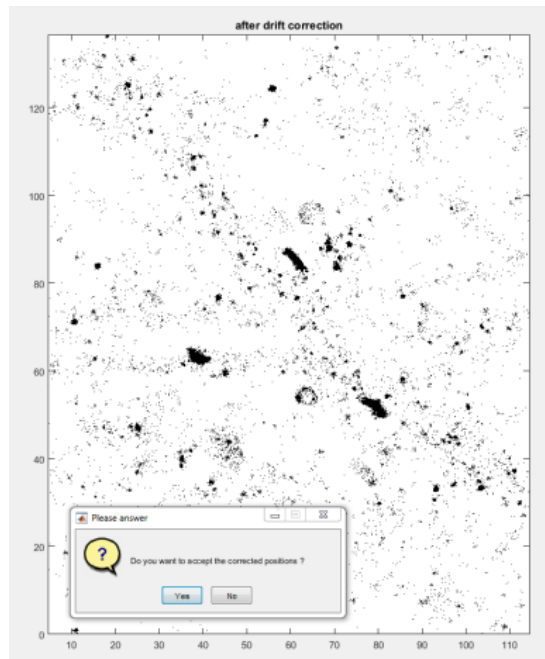 after drift correction
120
100
80
60
40
20
0
Please answer
?
Do you want to accept the corrected positions ?
Yes No
10 20 30 40 50 60 70 80 90 100 110